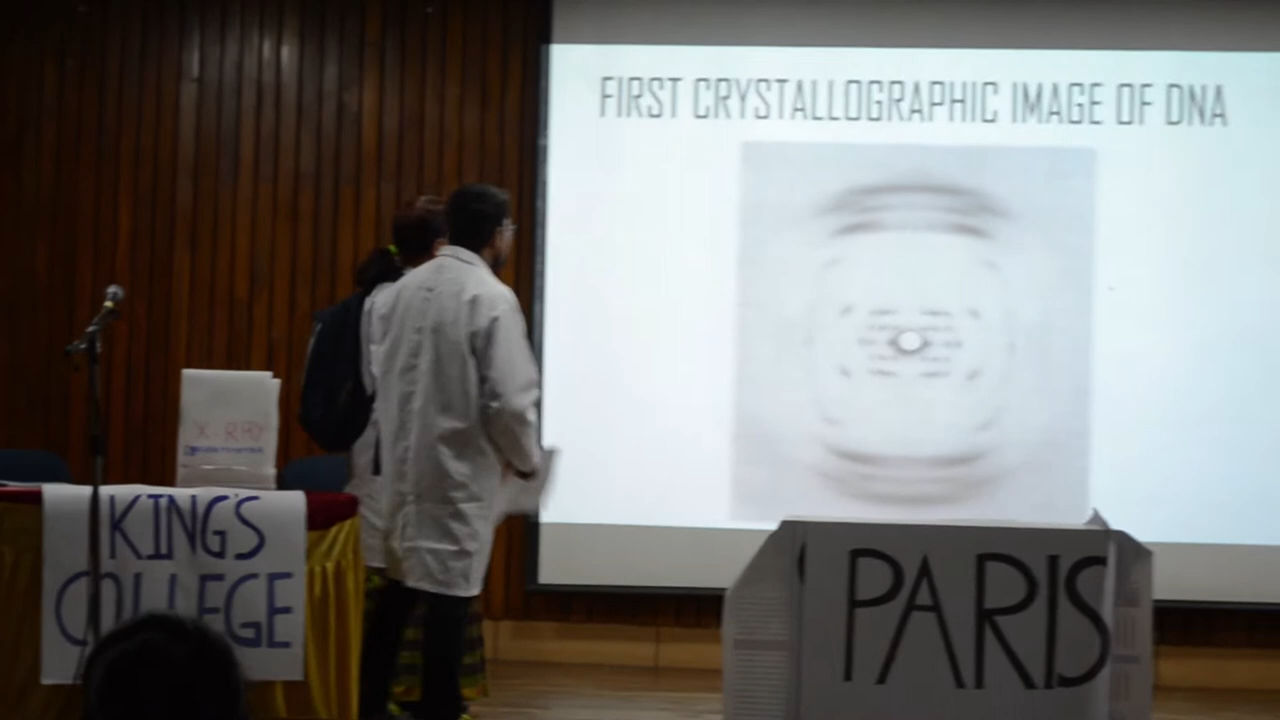 FIRST CRYSTALLOGRAPHIC IMAGE OF DNA
X-RAY
KING'S
COLLEGE
PARIS